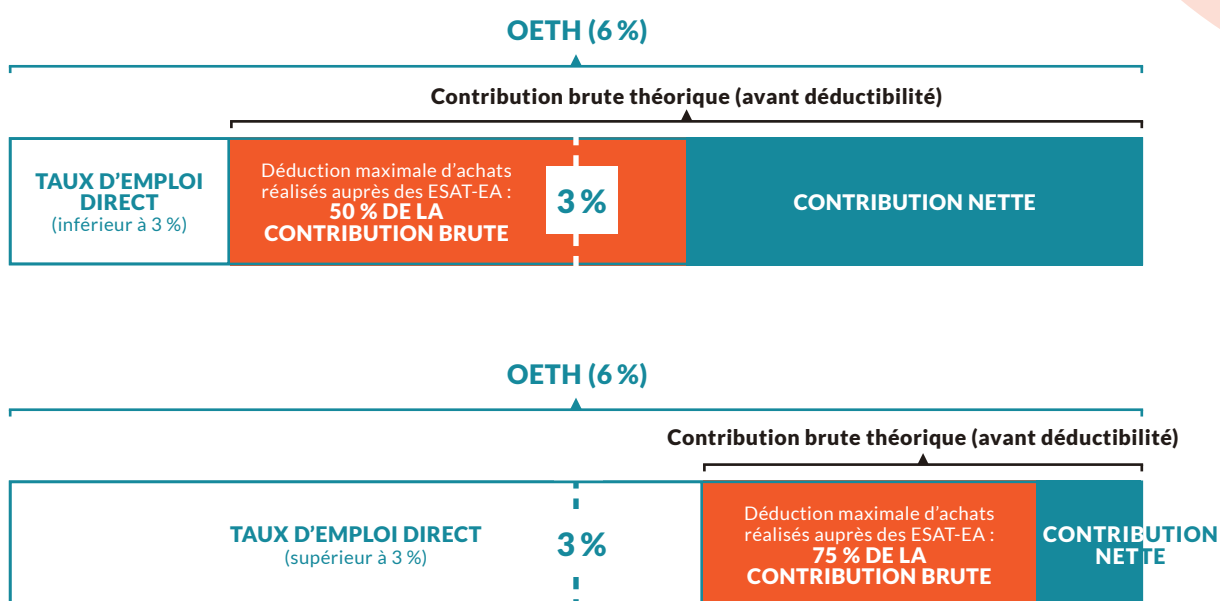 OETH (6 %)
Contribution brute théorique (avant déductibilité)
TAUX D'EMPLOI
DIRECT
(inférieur à 3 %)
Déduction maximale d'achats
réalisés auprès des ESAT-EA :
50 % DE LA
CONTRIBUTION BRUTE
3 %
CONTRIBUTION NETTE
OETH (6 %)
Contribution brute théorique (avant déductibilité)
TAUX D'EMPLOI DIRECT
(supérieur à 3 %)
3 %
Déduction maximale d'achats
réalisés auprès des ESAT-EA :
75 % DE LA
CONTRIBUTION BRUTE
CONTRIBUTION
NETTE